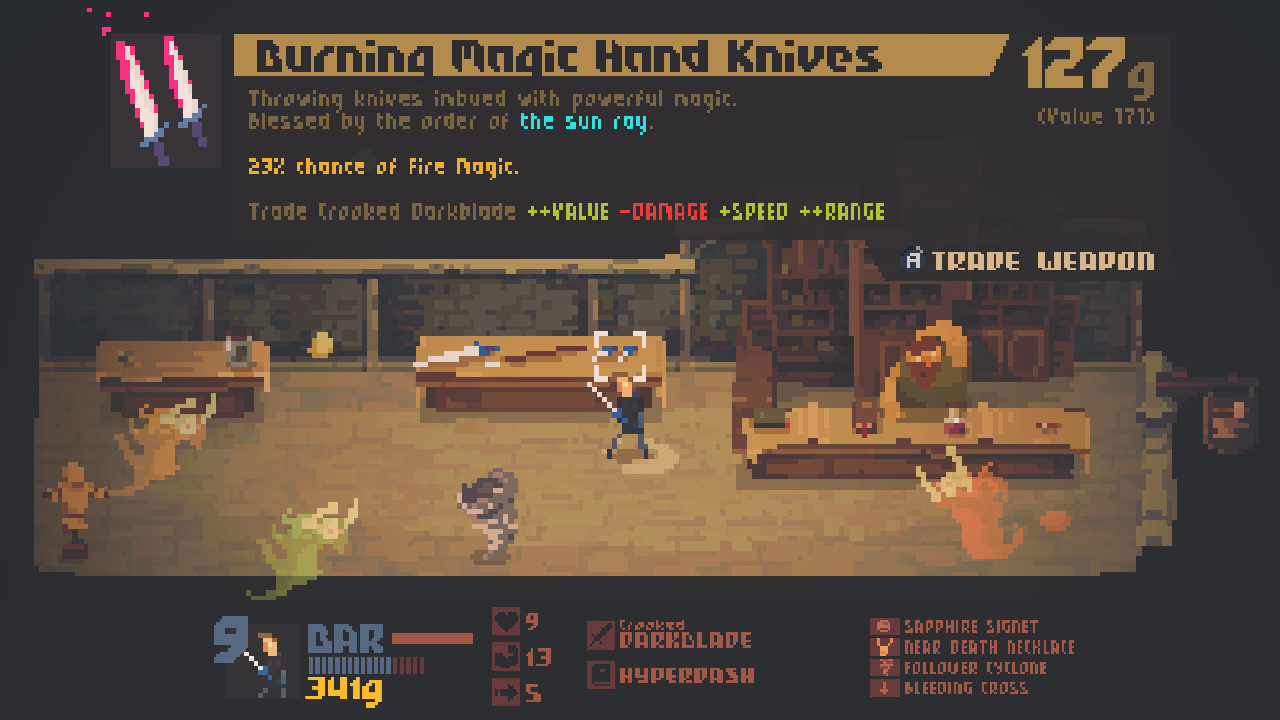 Burning Magic Hand Knives
127g
Throwing knives imbued with powerful magic.
Blessed by the order of the sun ray.
(Value 171)
23% chance of Fire Magic.
Trade Crooked Darkblade ++VALUE -DAMAGE +SPEED ++RANGE
A TRADE WEAPON
9
BAR
341g
9
13
5
Crooked
DARKBLADE
HYPERDASH
SAPPHIRE SIGNET
NEAR DEATH NECKLACE
FOLLOVER CYCLONE
BLEEDING CROSS